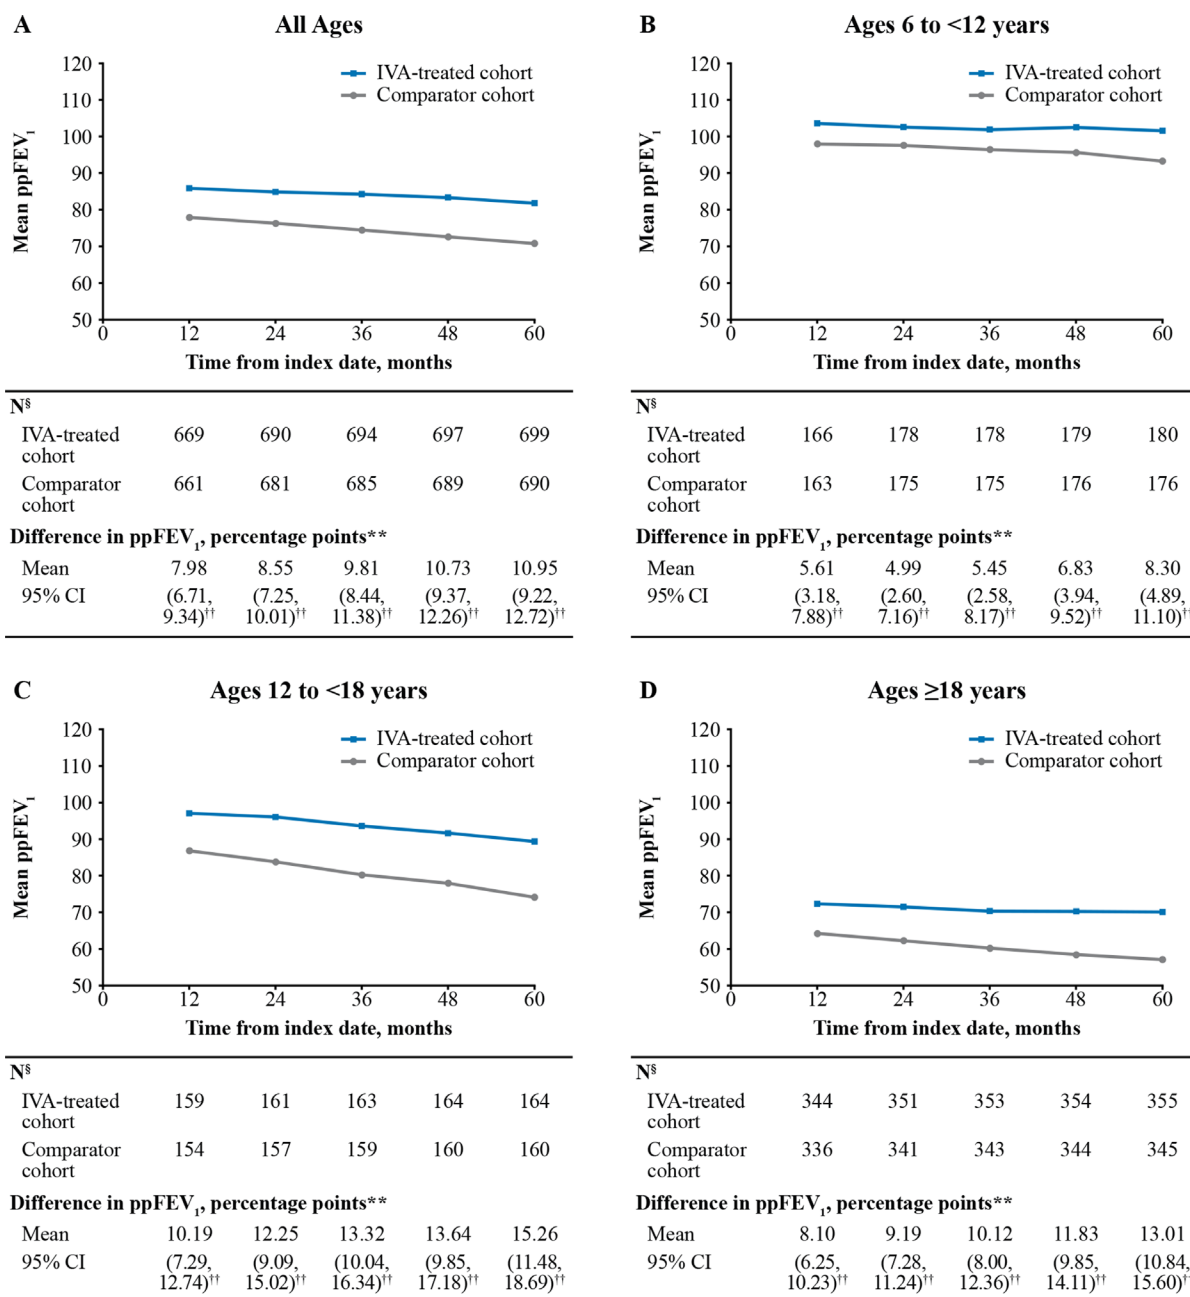 A All Ages
120
110
100
90
80
70
60
50
Mean ppFEV1
IVA-treated cohort
Comparator cohort
0 12 24 36 48 60
Time from index date, months
N§
IVA-treated cohort 669 690 694 697 699
Comparator cohort 661 681 685 689 690
Difference in ppFEV1, percentage points**
Mean 7.98 8.55 9.81 10.73 10.95
95% CI (6.71, (7.25, (8.44, (9.37, (9.22,
9.34)†† 10.01)†† 11.38)†† 12.26)†† 12.72)††
B Ages 6 to <12 years
120
110
100
90
80
70
60
50
Mean ppFEV1
IVA-treated cohort
Comparator cohort
0 12 24 36 48 60
Time from index date, months
N§
IVA-treated cohort 166 178 178 179 180
Comparator cohort 163 175 175 176 176
Difference in ppFEV1, percentage points**
Mean 5.61 4.99 5.45 6.83 8.30
95% CI (3.18, (2.60, (2.58, (3.94, (4.89,
7.88)†† 7.16)†† 8.17)†† 9.52)†† 11.10)††
C Ages 12 to <18 years
120
110
100
90
80
70
60
50
Mean ppFEV1
IVA-treated cohort
Comparator cohort
0 12 24 36 48 60
Time from index date, months
N§
IVA-treated cohort 159 161 163 164 164
Comparator cohort 154 157 159 160 160
Difference in ppFEV1, percentage points**
Mean 10.19 12.25 13.32 13.64 15.26
95% CI (7.29, (9.09, (10.04, (9.85, (11.48,
12.74)†† 15.02)†† 16.34)†† 17.18)†† 18.69)††
D Ages ≥18 years
120
110
100
90
80
70
60
50
Mean ppFEV1
IVA-treated cohort
Comparator cohort
0 12 24 36 48 60
Time from index date, months
N§
IVA-treated cohort 344 351 353 354 355
Comparator cohort 336 341 343 344 345
Difference in ppFEV1, percentage points**
Mean 8.10 9.19 10.12 11.83 13.01
95% CI (6.25, (7.28, (8.00, (9.85, (10.84,
10.23)†† 11.24)†† 12.36)†† 14.11)†† 15.60)††